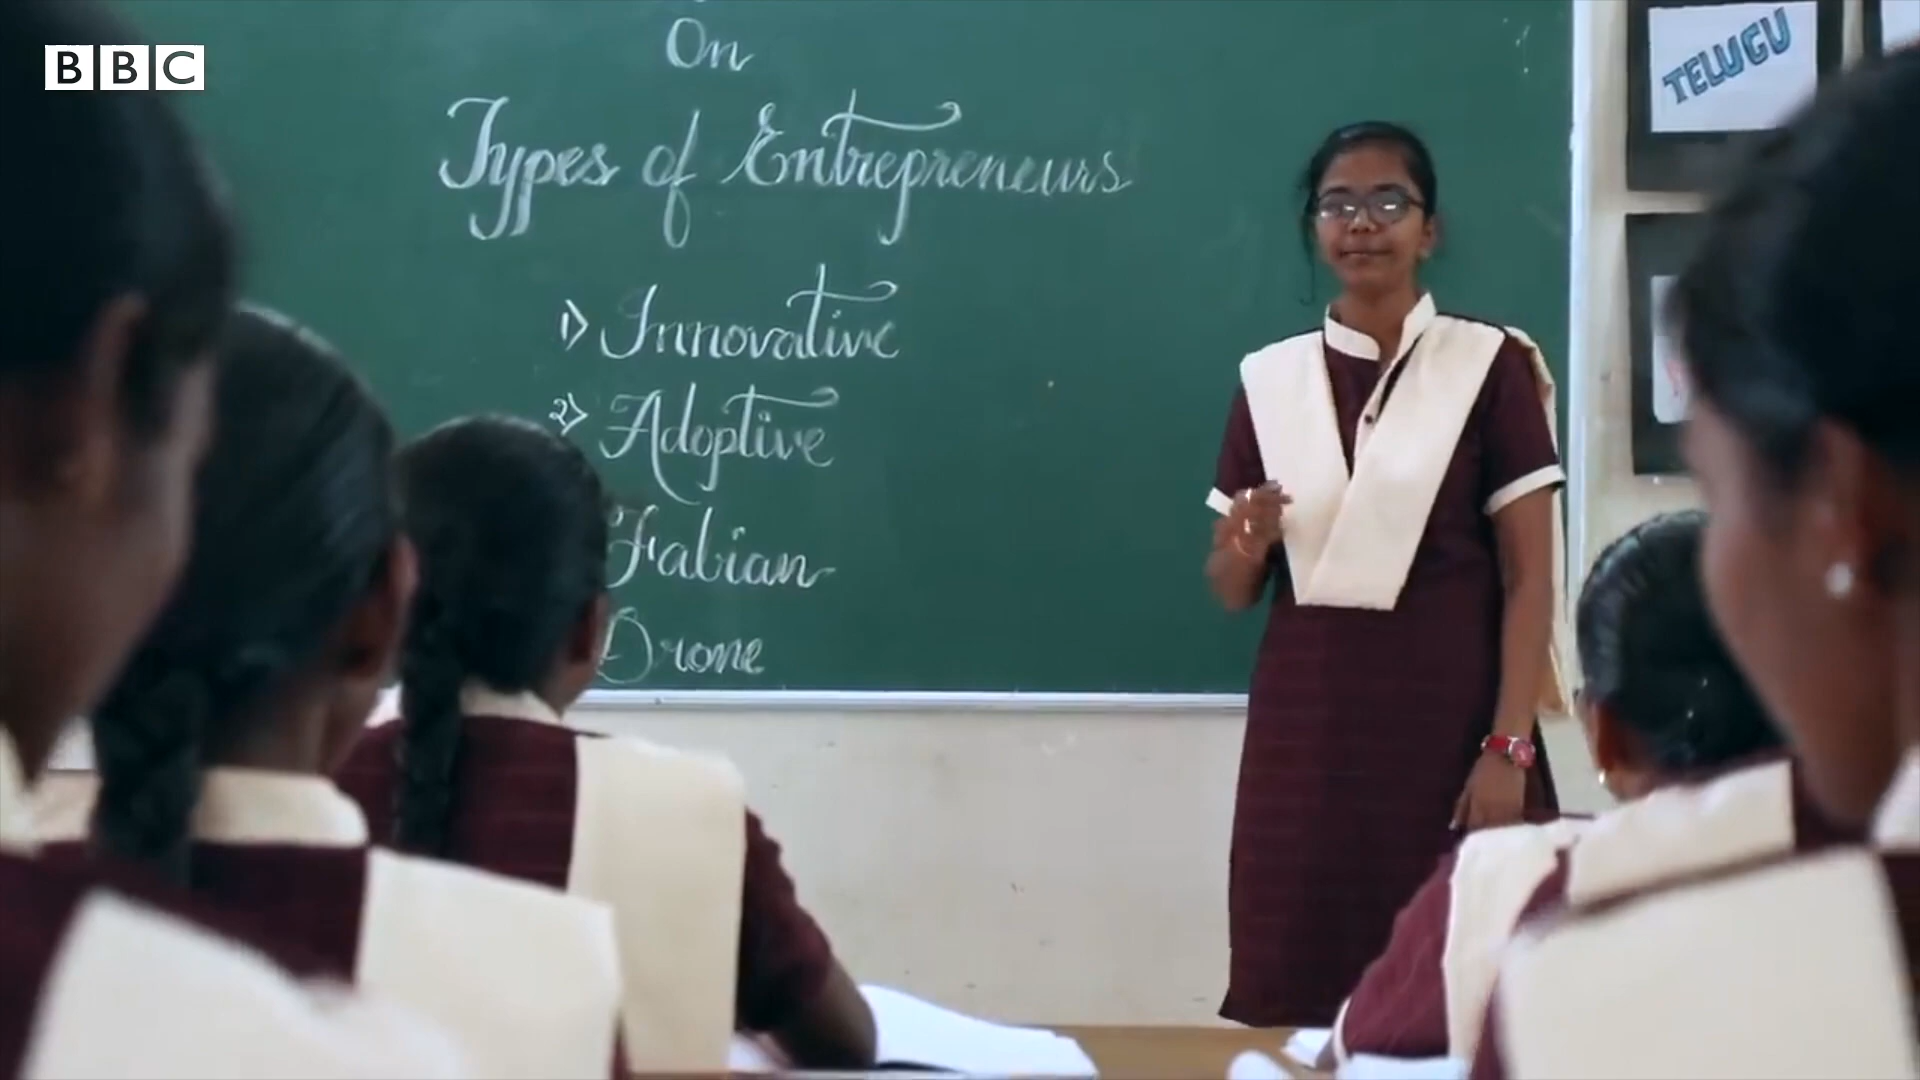 BBC
On
Types of Entrepreneurs
1) Innovative
2) Adoptive
Fabian
Drone
TELUGU